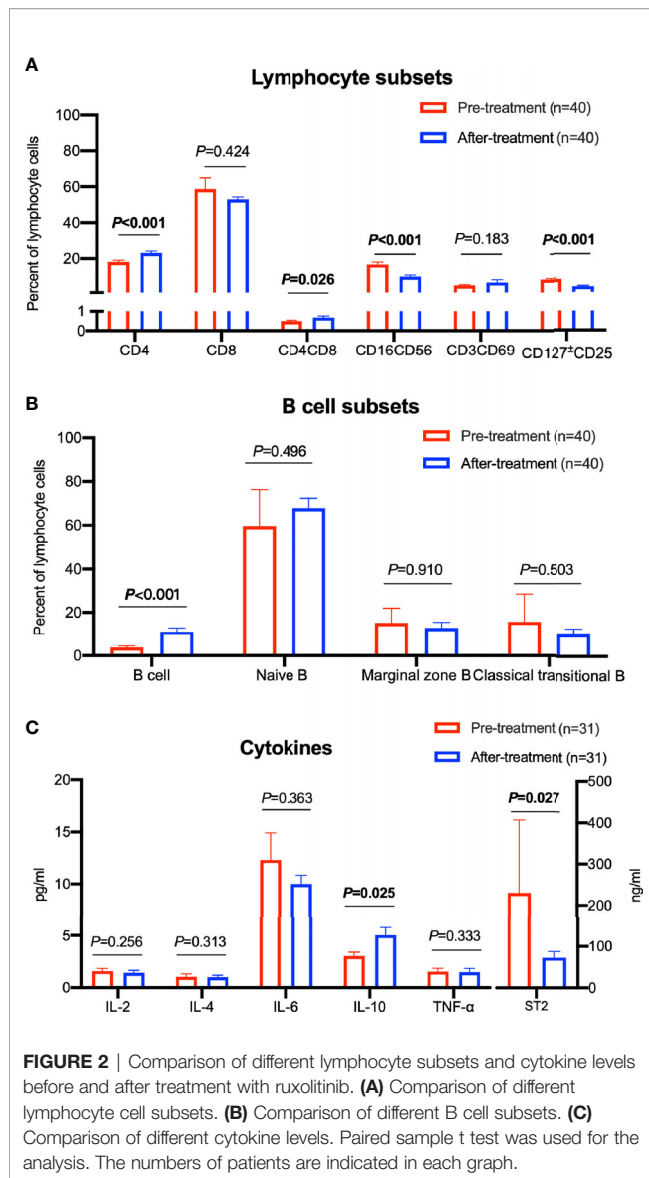 A
Lymphocyte subsets
Pre-treatment (n=40)
After-treatment (n=40)
Percent of lymphocyte cells
100
80
60
40
20
1
0
P<0.001
P=0.424
P=0.026
P<0.001
P=0.183
P<0.001
CD4
CD8
CD4CD8
CD16CD56
CD3CD69
CD127±CD25
B
B cell subsets
Pre-treatment (n=40)
After-treatment (n=40)
Percent of lymphocyte cells
100
80
60
40
20
0
P<0.001
P=0.496
P=0.910
P=0.503
B cell
Naive B
Marginal zone B
Classical transitional B
C
Cytokines
Pre-treatment (n=31)
After-treatment (n=31)
pg/ml
20
15
10
5
0
P=0.256
P=0.313
P=0.363
P=0.025
P=0.333
P=0.027
500
400
300
200
100
0
ng/ml
IL-2
IL-4
IL-6
IL-10
TNF-α
ST2
FIGURE 2 | Comparison of different lymphocyte subsets and cytokine levels
before and after treatment with ruxolitinib. (A) Comparison of different
lymphocyte cell subsets. (B) Comparison of different B cell subsets. (C)
Comparison of different cytokine levels. Paired sample t test was used for the
analysis. The numbers of patients are indicated in each graph.